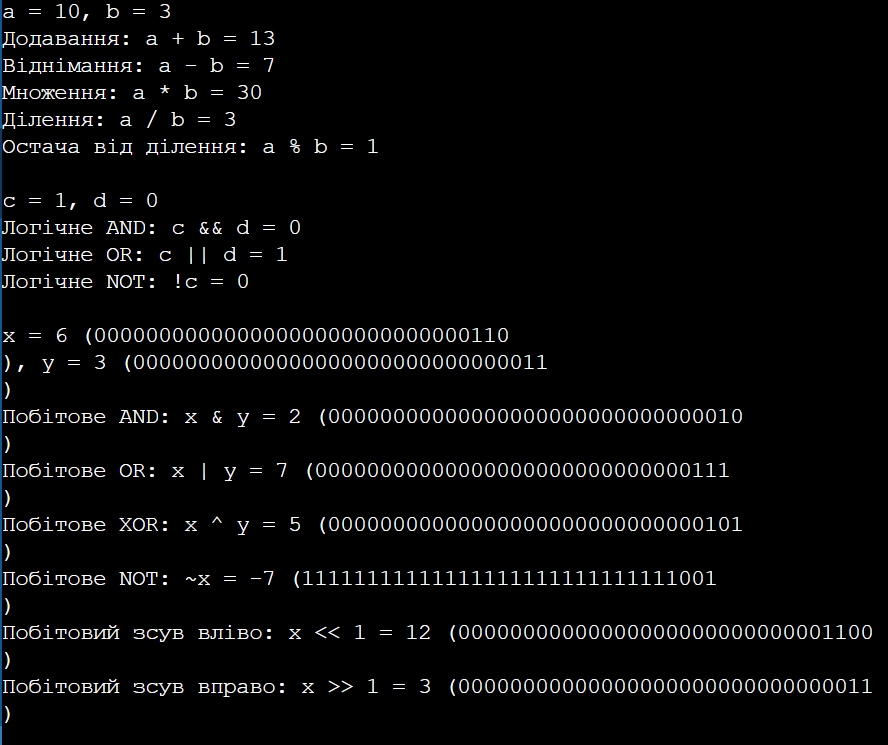 a = 10, b = 3
Додавання: a + b = 13
Віднімання: a - b = 7
Множення: a * b = 30
Ділення: a / b = 3
Остача від ділення: a % b = 1
c = 1, d = 0
Логічне AND: c && d = 0
Логічне OR: c || d = 1
Логічне NOT: !c = 0
x = 6 (00000000000000000000000000000110
), y = 3 (00000000000000000000000000000011
)
Побітове AND: x & y = 2 (00000000000000000000000000000010
)
Побітове OR: x | y = 7 (00000000000000000000000000000111
)
Побітове XOR: x ^ y = 5 (00000000000000000000000000000101
)
Побітове NOT: ~x = -7 (11111111111111111111111111111001
)
Побітовий зсув вліво: x << 1 = 12 (00000000000000000000000000001100
)
Побітовий зсув вправо: x >> 1 = 3 (00000000000000000000000000000011
)